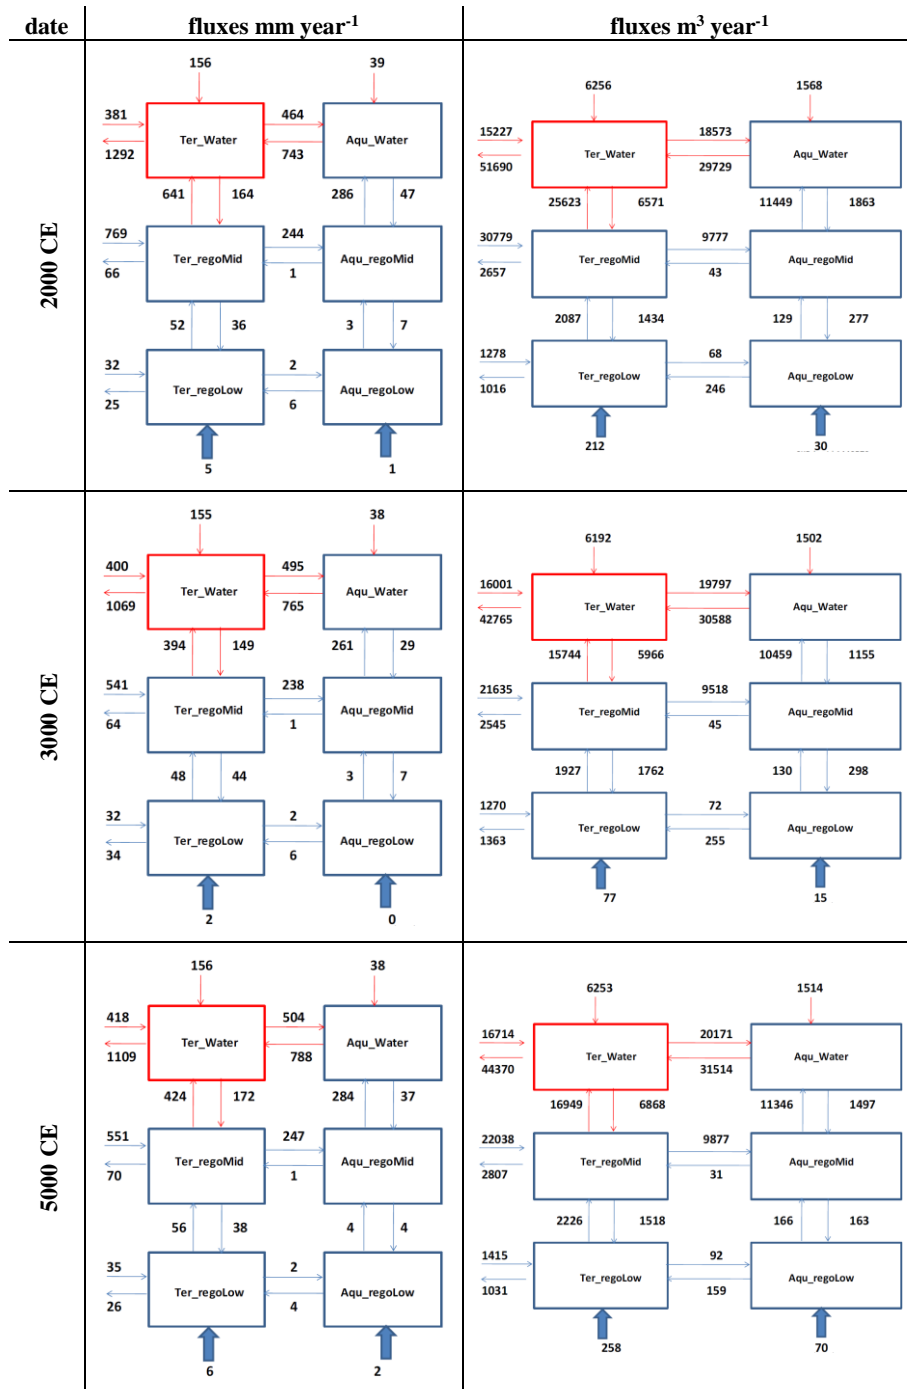 date fluxes mm year-1 fluxes m3 year-1
2000 CE
156 39
381 464
Ter_Water Aqu_Water
1292 743
641 164 286 47
769 244
Ter_regoMid Aqu_regoMid
66 1
52 36 3 7
32 2
Ter_regoLow Aqu_regoLow
25 6
5 1
6256 1568
15227 18573
Ter_Water Aqu_Water
51690 29729
25623 6571 11449 1863
30779 9777
Ter_regoMid Aqu_regoMid
2657 43
2087 1434 129 277
1278 68
Ter_regoLow Aqu_regoLow
1016 246
212 30
3000 CE
155 38
400 495
Ter_Water Aqu_Water
1069 765
394 149 261 29
541 238
Ter_regoMid Aqu_regoMid
64 1
48 44 3 7
32 2
Ter_regoLow Aqu_regoLow
34 6
2 0
6192 1502
16001 19797
Ter_Water Aqu_Water
42765 30588
15744 5966 10459 1155
21635 9518
Ter_regoMid Aqu_regoMid
2545 45
1927 1762 130 298
1270 72
Ter_regoLow Aqu_regoLow
1363 255
77 15
5000 CE
156 38
418 504
Ter_Water Aqu_Water
1109 788
424 172 284 37
551 247
Ter_regoMid Aqu_regoMid
70 1
56 38 4 4
35 2
Ter_regoLow Aqu_regoLow
26 4
6 2
6253 1514
16714 20171
Ter_Water Aqu_Water
44370 31514
16949 6868 11346 1497
22038 9877
Ter_regoMid Aqu_regoMid
2807 31
2226 1518 166 163
1415 92
Ter_regoLow Aqu_regoLow
1031 159
258 70